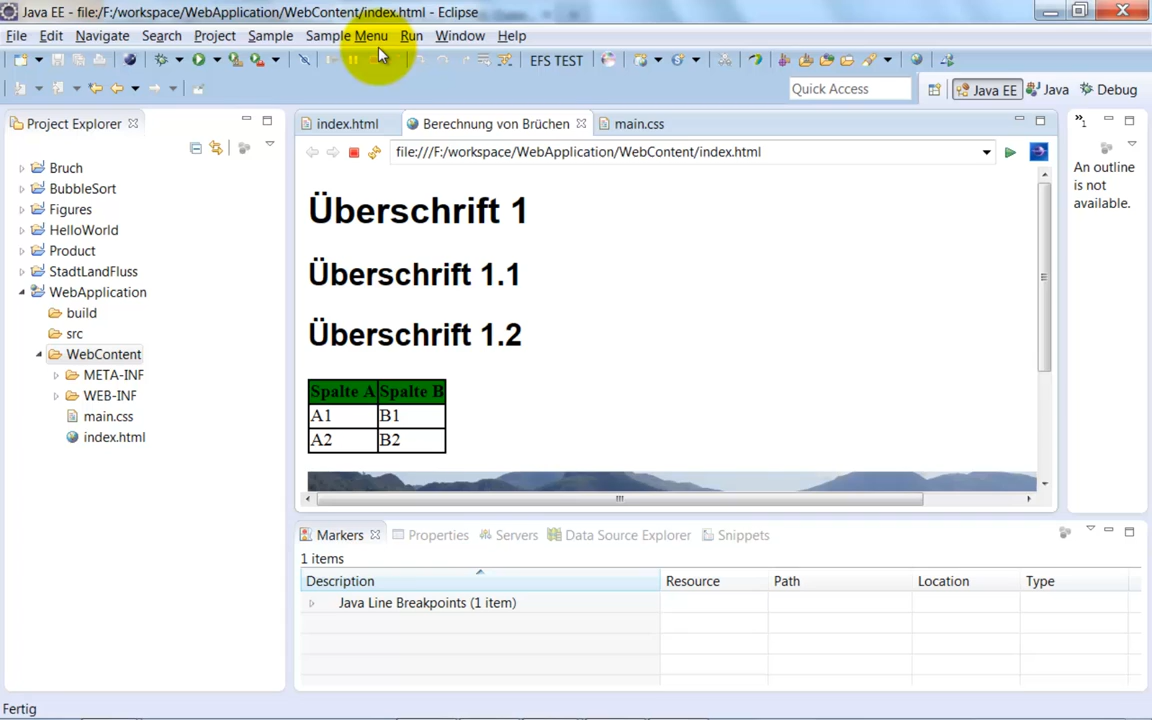 Java EE - file:/F:/workspace/WebApplication/WebContent/index.html - Eclipse
File Edit Navigate Search Project Sample Sample Menu Run Window Help
EFS TEST
Quick Access
Java EE Java Debug
Project Explorer
Bruch
BubbleSort
Figures
HelloWorld
Product
StadtLandFluss
WebApplication
build
src
WebContent
META-INF
WEB-INF
main.css
index.html
index.html Berechnung von Brüchen main.css
file:///F:/workspace/WebApplication/WebContent/index.html
Überschrift 1
Überschrift 1.1
Überschrift 1.2
Spalte A Spalte B
A1 B1
A2 B2
1
An outline
is not
available.
Markers Properties Servers Data Source Explorer Snippets
1 items
Description Resource Path Location Type
Java Line Breakpoints (1 item)
Fertig